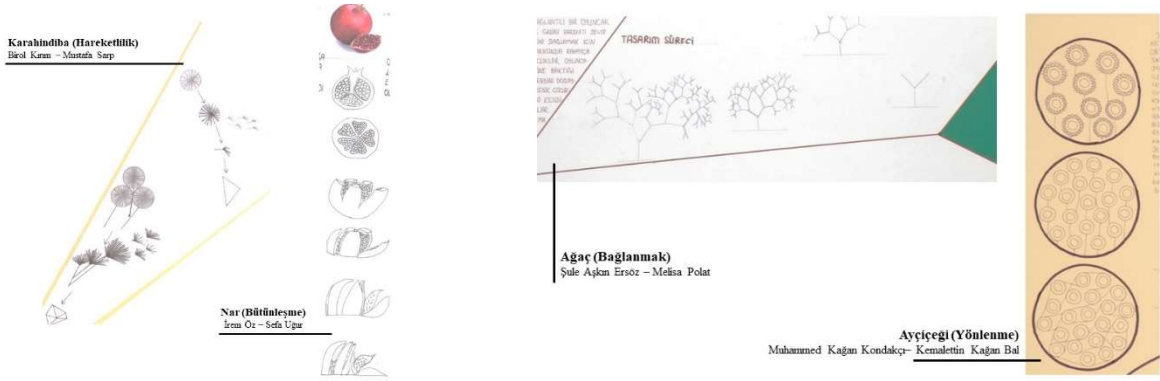 Karahindiba (Hareketlilik)
Birol Kırım – Mustafa Sarp
Nar (Bütünleşme)
İrem Öz – Sefa Uğur
TASARIM SÜRECİ
Ağaç (Bağlanmak)
Şule Aşkın Ersöz – Melisa Polat
Ayçiçeği (Yönlenme)
Muhammed Kağan Kondakçı– Kemalettin Kağan Bal